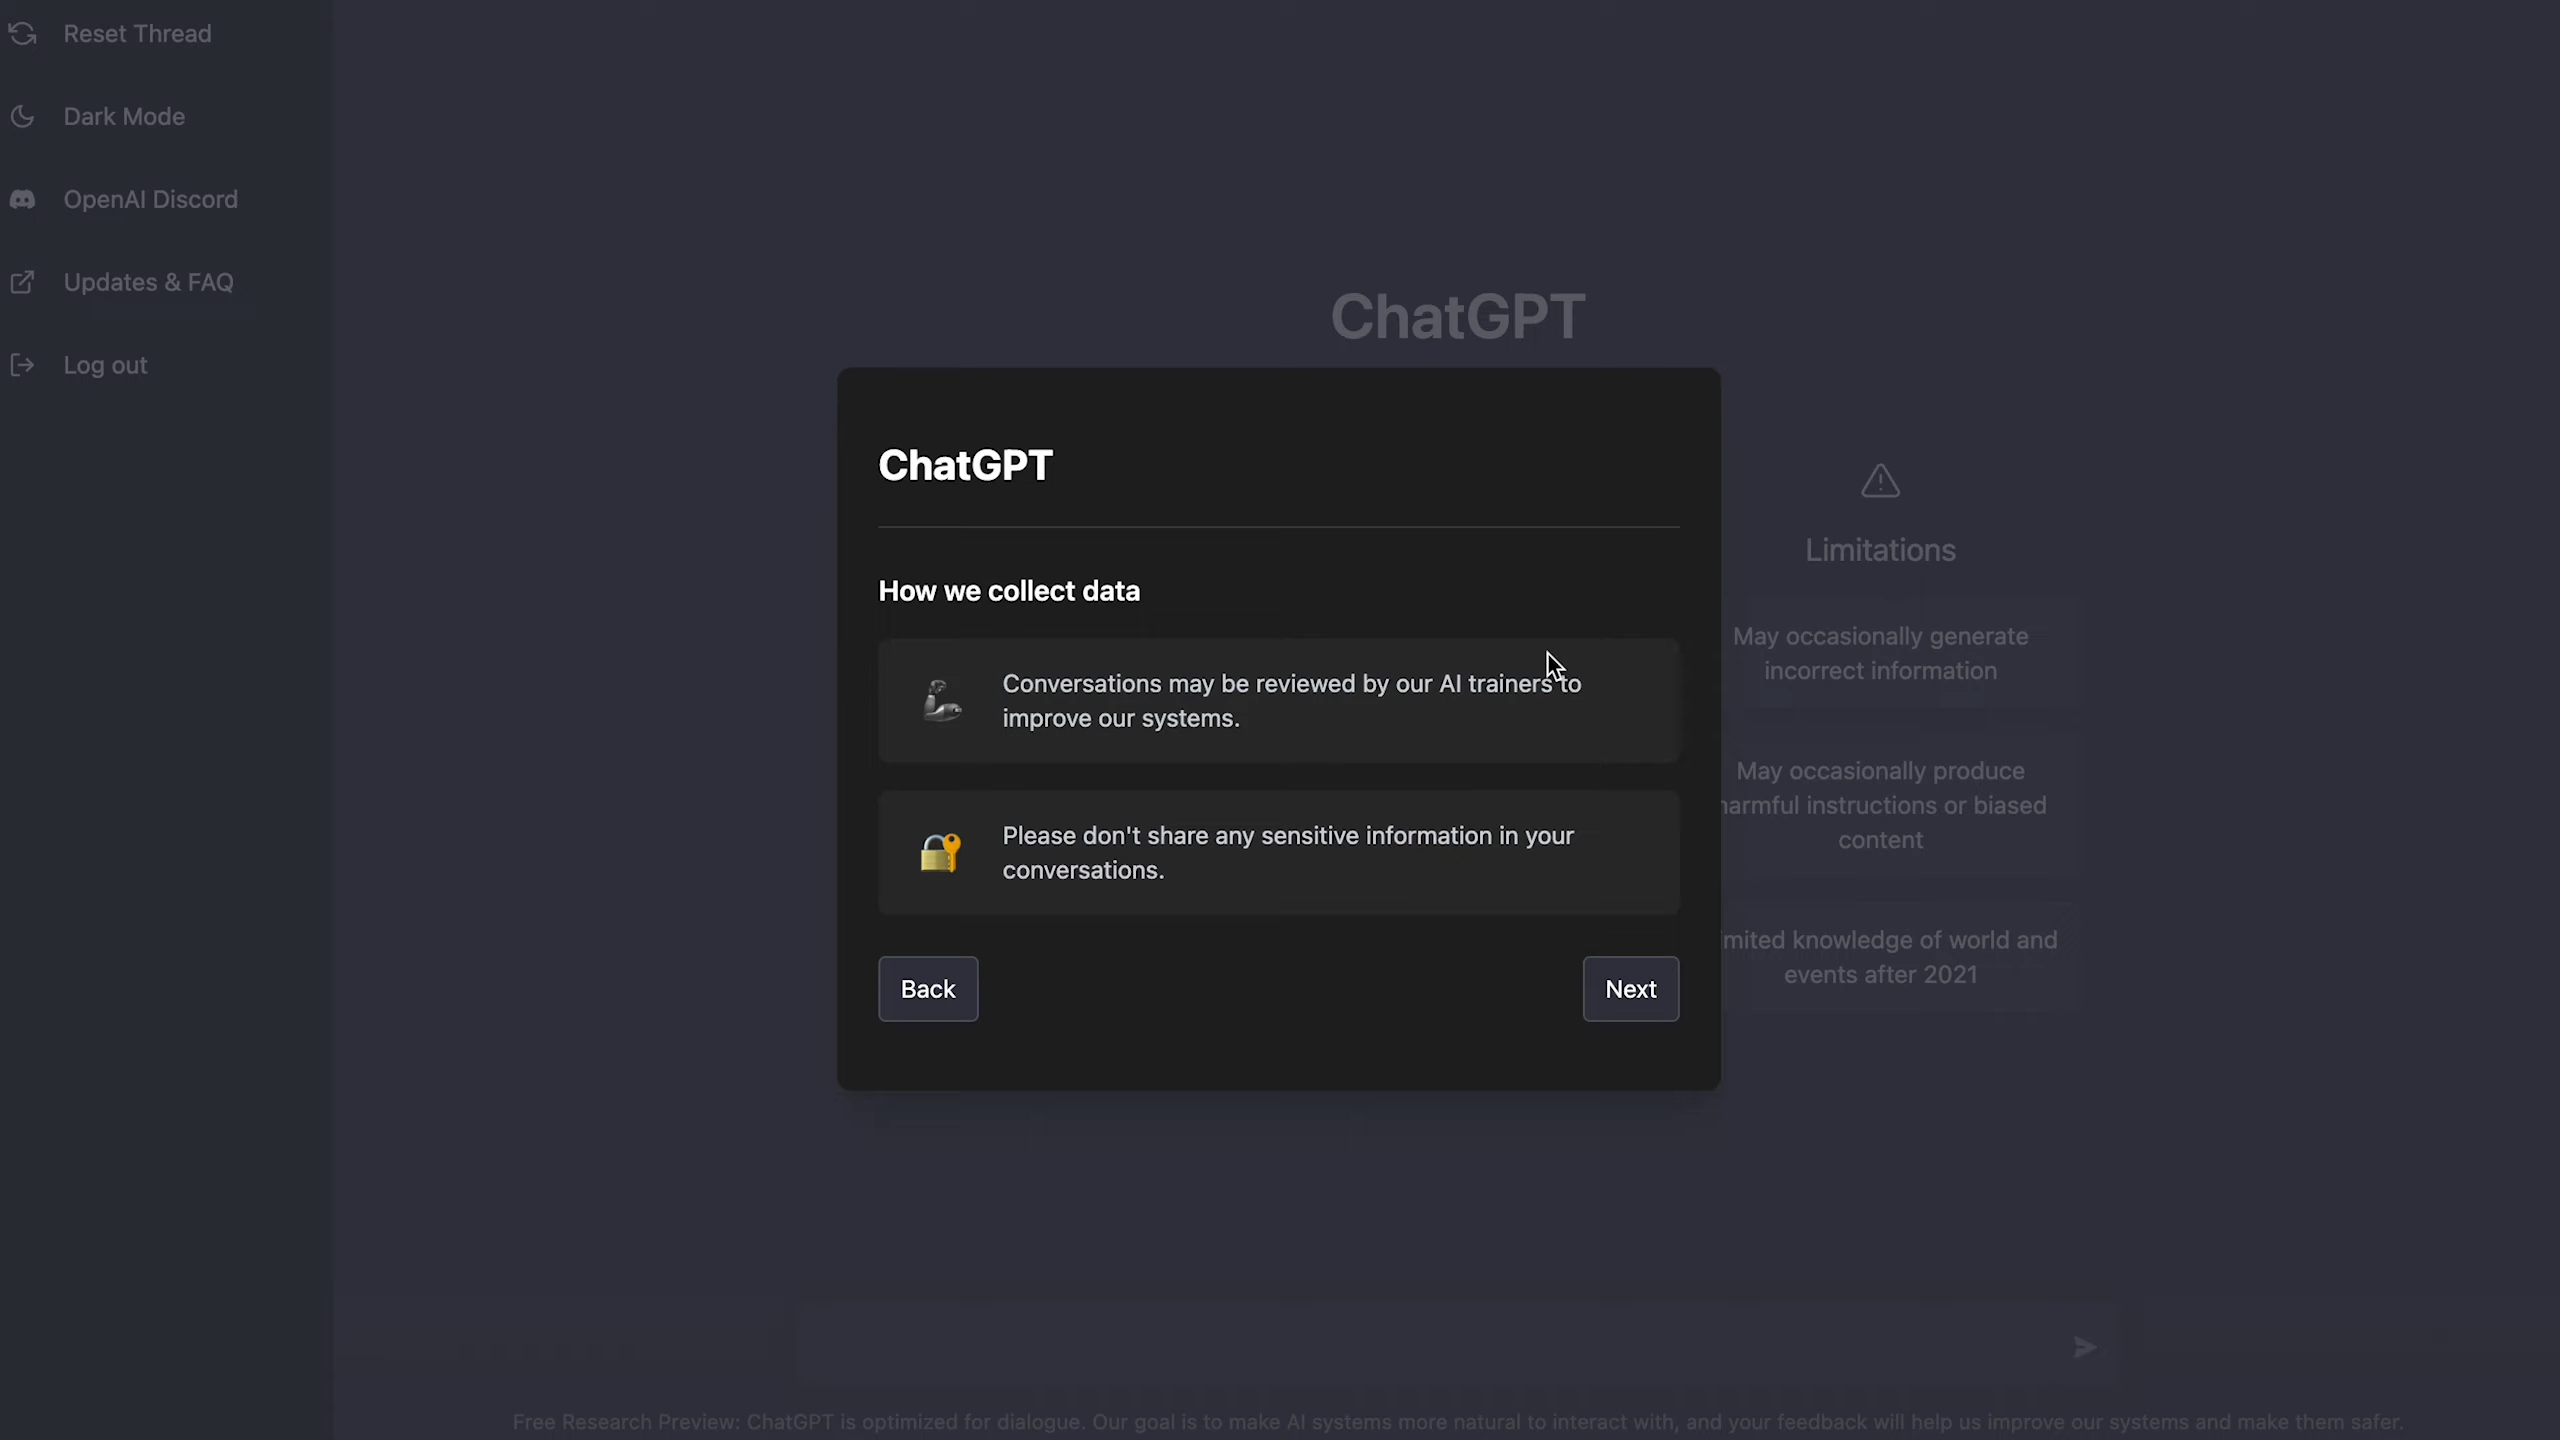 Reset Thread
Dark Mode
OpenAI Discord
Updates & FAQ
Log out
ChatGPT
ChatGPT
How we collect data
Conversations may be reviewed by our AI trainers to
improve our systems.
Please don't share any sensitive information in your
conversations.
Back
Next
Limitations
May occasionally generate
incorrect information
May occasionally produce
armful instructions or biased
content
mited knowledge of world and
events after 2021
Free Research Preview: ChatGPT is optimized for dialogue. Our goal is to make AI systems more natural to interact with, and your feedback will help us improve our systems and make them safer.